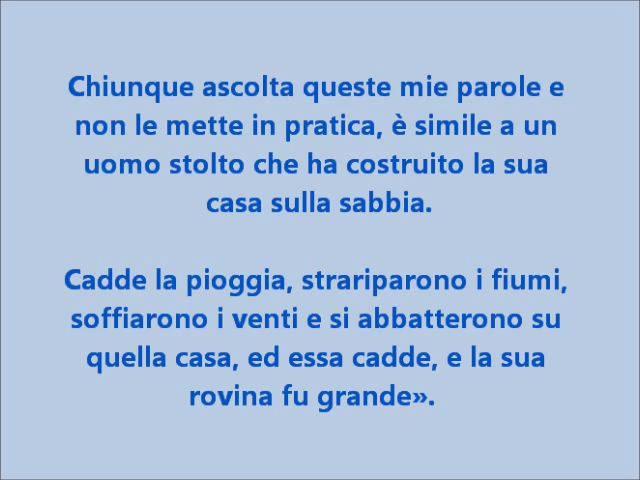 Chiunque ascolta queste mie parole e
non le mette in pratica, è simile a un
uomo stolto che ha costruito la sua
casa sulla sabbia.
Cadde la pioggia, strariparono i fiumi,
soffiarono i venti e si abbatterono su
quella casa, ed essa cadde, e la sua
rovina fu grande».